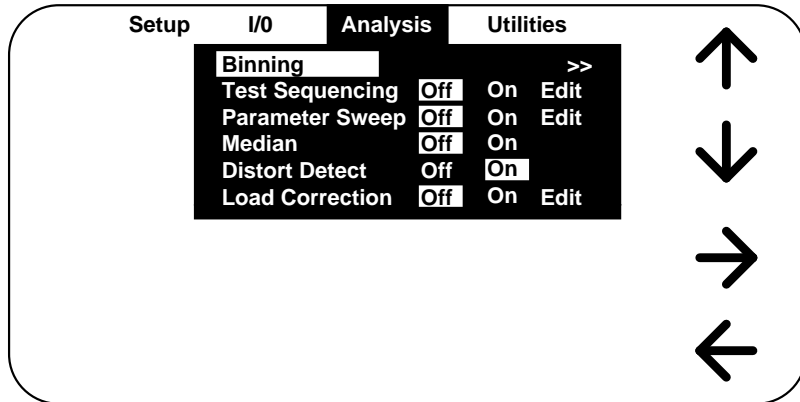 Setup I/0 Analysis Utilities
Binning >>
Test Sequencing Off On Edit
Parameter Sweep Off On Edit
Median Off On
Distort Detect Off On
Load Correction Off On Edit